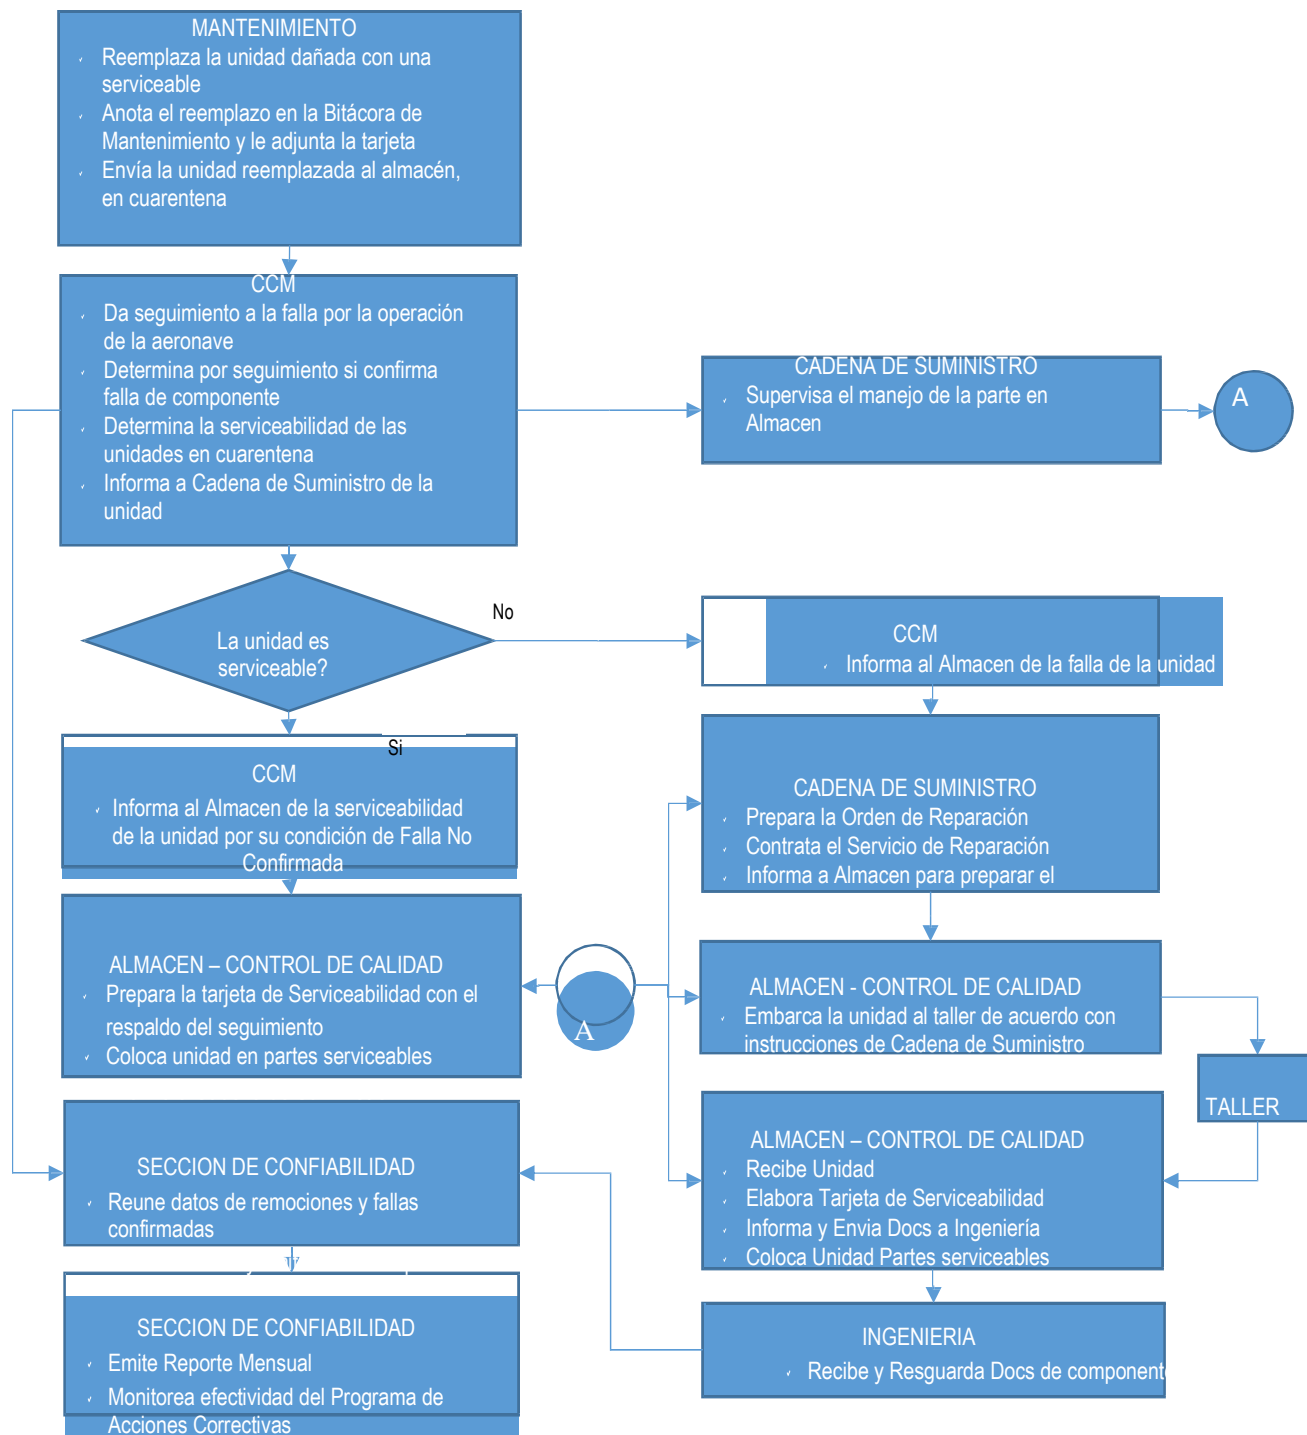 MANTENIMIENTO
Reemplaza la unidad dañada con una
serviceable
Anota el reemplazo en la Bitácora de
Mantenimiento y le adjunta la tarjeta
Envía la unidad reemplazada al almacén,
en cuarentena
CCM
Da seguimiento a la falla por la operación
de la aeronave
Determina por seguimiento si confirma
falla de componente
Determina la serviceabilidad de las
unidades en cuarentena
Informa a Cadena de Suministro de la
unidad
CADENA DE SUMINISTRO
Supervisa el manejo de la parte en
Almacen
A
La unidad es
serviceable?
No
CCM
Informa al Almacen de la falla de la unidad
Si
CCM
Informa al Almacen de la serviceabilidad
de la unidad por su condición de Falla No
Confirmada
CADENA DE SUMINISTRO
Prepara la Orden de Reparación
Contrata el Servicio de Reparación
Informa a Almacen para preparar el
ALMACEN – CONTROL DE CALIDAD
Prepara la tarjeta de Serviceabilidad con el
respaldo del seguimiento
Coloca unidad en partes serviceables
A
ALMACEN - CONTROL DE CALIDAD
Embarca la unidad al taller de acuerdo con
instrucciones de Cadena de Suministro
TALLER
ALMACEN – CONTROL DE CALIDAD
Recibe Unidad
Elabora Tarjeta de Serviceabilidad
Informa y Envia Docs a Ingeniería
Coloca Unidad Partes serviceables
SECCION DE CONFIABILIDAD
Reune datos de remociones y fallas
confirmadas
INGENIERIA
Recibe y Resguarda Docs de component
SECCION DE CONFIABILIDAD
Emite Reporte Mensual
Monitorea efectividad del Programa de
Acciones Correctivas